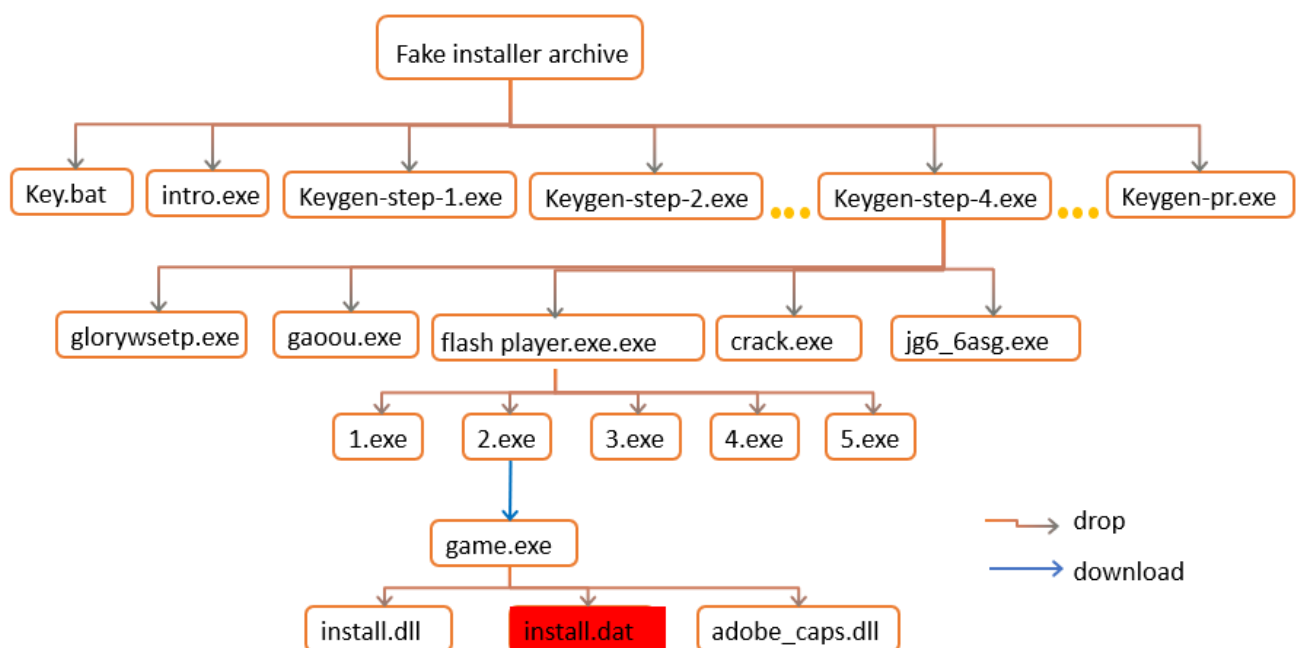 Fake installer archive
Key.bat
intro.exe
Keygen-step-1.exe
Keygen-step-2.exe
Keygen-step-4.exe
Keygen-pr.exe
glorywsetp.exe
gaoou.exe
flash player.exe.exe
crack.exe
jg6_6asg.exe
1.exe
2.exe
3.exe
4.exe
5.exe
game.exe
drop
download
install.dll
install.dat
adobe_caps.dll